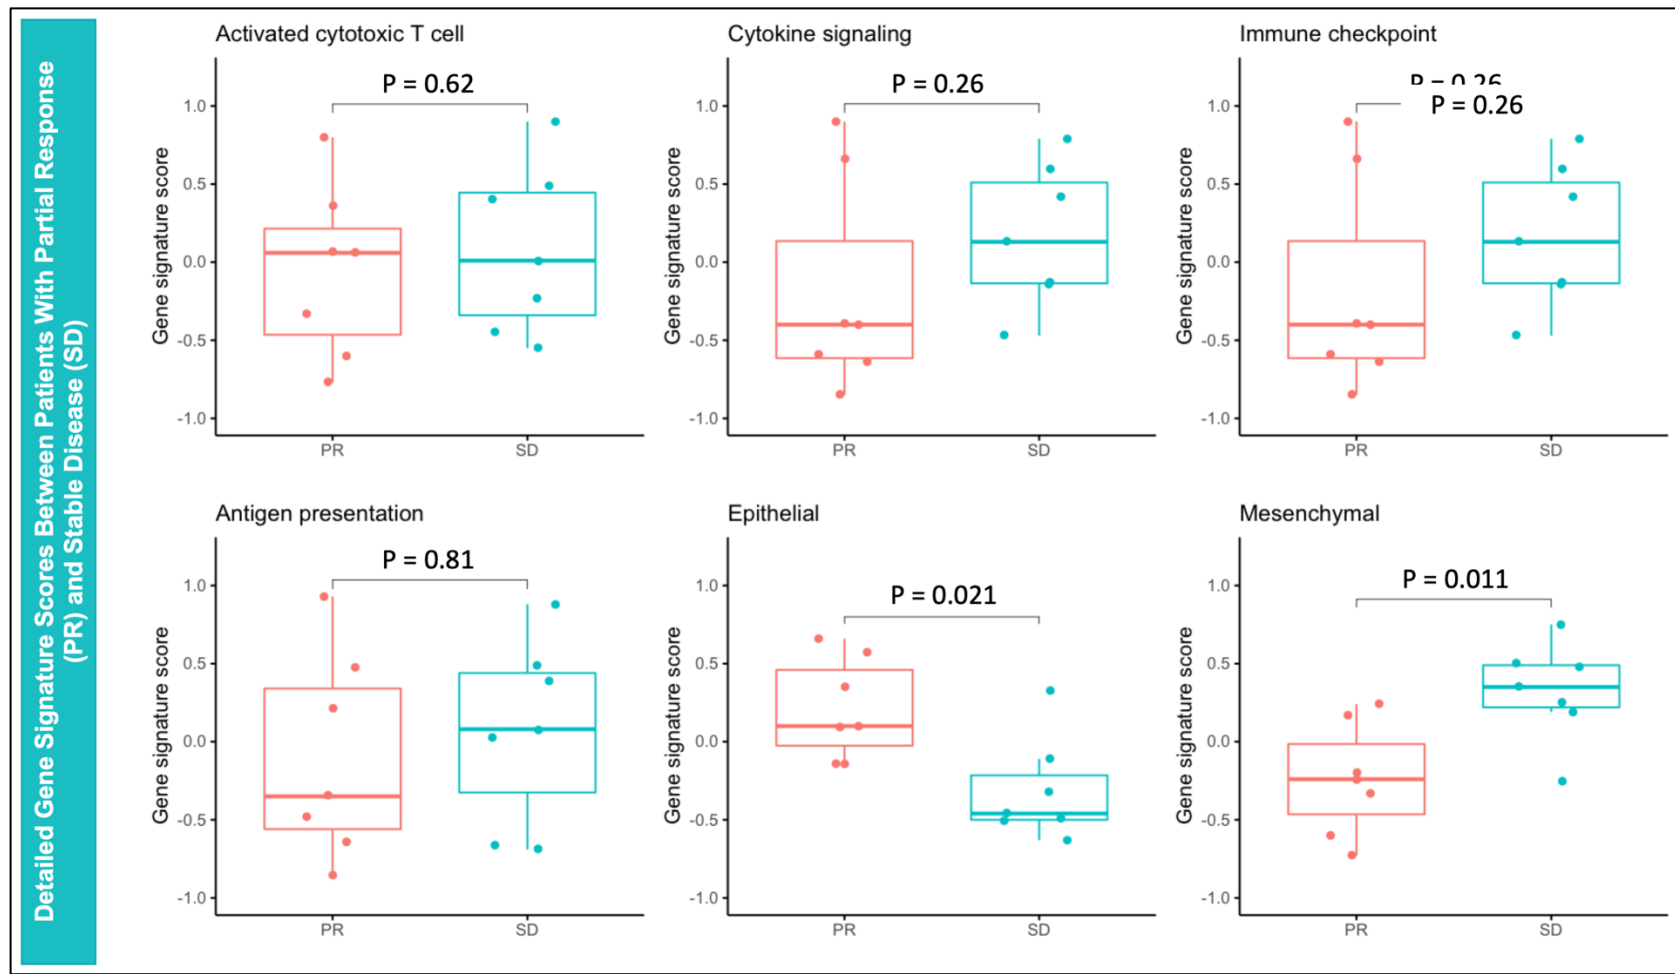 Detailed Gene Signature Scores Between Patients With Partial Response
(PR) and Stable Disease (SD)
Activated cytotoxic T cell
P = 0.62
Gene signature score
1.0
0.5
0.0
-0.5
-1.0
PR
SD
Cytokine signaling
P = 0.26
Gene signature score
1.0
0.5
0.0
-0.5
-1.0
PR
SD
Immune checkpoint
P = 0.26
P = 0.26
Gene signature score
1.0
0.5
0.0
-0.5
-1.0
PR
SD
Antigen presentation
P = 0.81
Gene signature score
1.0
0.5
0.0
-0.5
-1.0
PR
SD
Epithelial
P = 0.021
Gene signature score
1.0
0.5
0.0
-0.5
-1.0
PR
SD
Mesenchymal
P = 0.011
Gene signature score
1.0
0.5
0.0
-0.5
-1.0
PR
SD